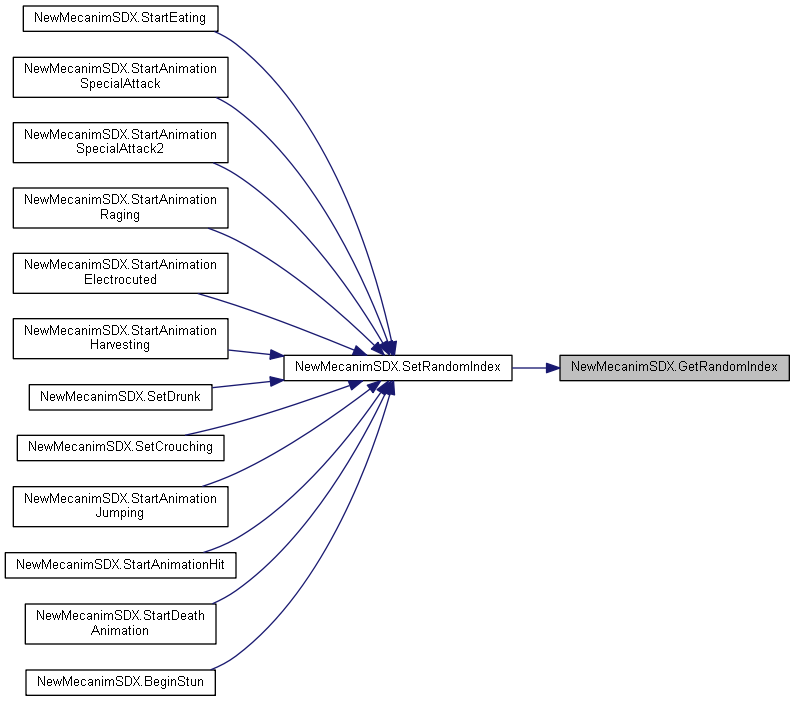 NewMecanimSDX.StartEating
NewMecanimSDX.StartAnimation
SpecialAttack
NewMecanimSDX.StartAnimation
SpecialAttack2
NewMecanimSDX.StartAnimation
Raging
NewMecanimSDX.StartAnimation
Electrocuted
NewMecanimSDX.StartAnimation
Harvesting
NewMecanimSDX.SetRandomIndex
NewMecanimSDX.GetRandomIndex
NewMecanimSDX.SetDrunk
NewMecanimSDX.SetCrouching
NewMecanimSDX.StartAnimation
Jumping
NewMecanimSDX.StartAnimationHit
NewMecanimSDX.StartDeath
Animation
NewMecanimSDX.BeginStun